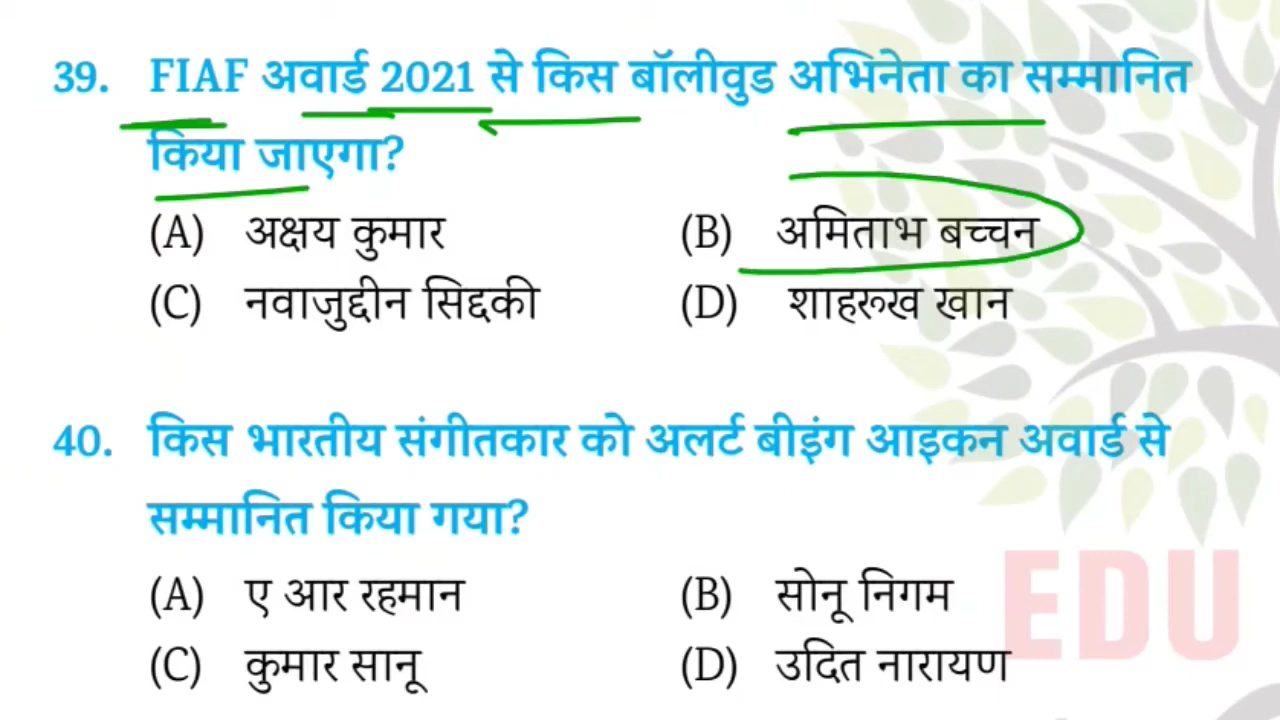 39. FIAF अवार्ड 2021 से किस बॉलीवुड अभिनेता का सम्मानित
किया जाएगा?
(A) अक्षय कुमार (B) अमिताभ बच्चन
(C) नवाजुद्दीन सिद्दकी (D) शाहरूख खान
40. किस भारतीय संगीतकार को अलर्ट बीइंग आइकन अवार्ड से
सम्मानित किया गया?
(A) ए आर रहमान (B) सोनू निगम
(C) कुमार सानू (D) उदित नारायण
EDU